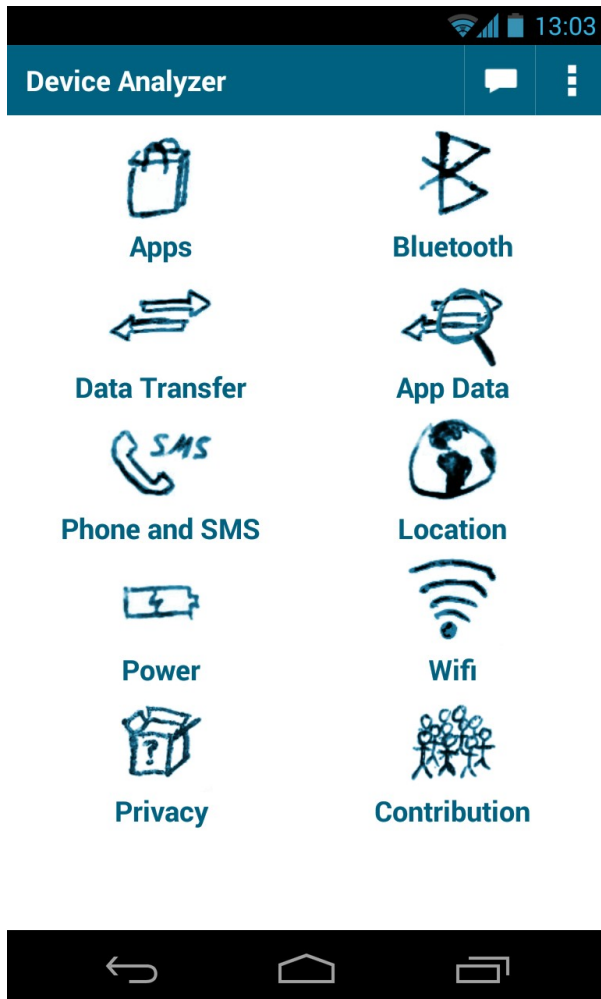 13:03
Device Analyzer
Apps
Bluetooth
Data Transfer
App Data
SMS
Phone and SMS
Location
Power
Wifi
?
Privacy
Contribution